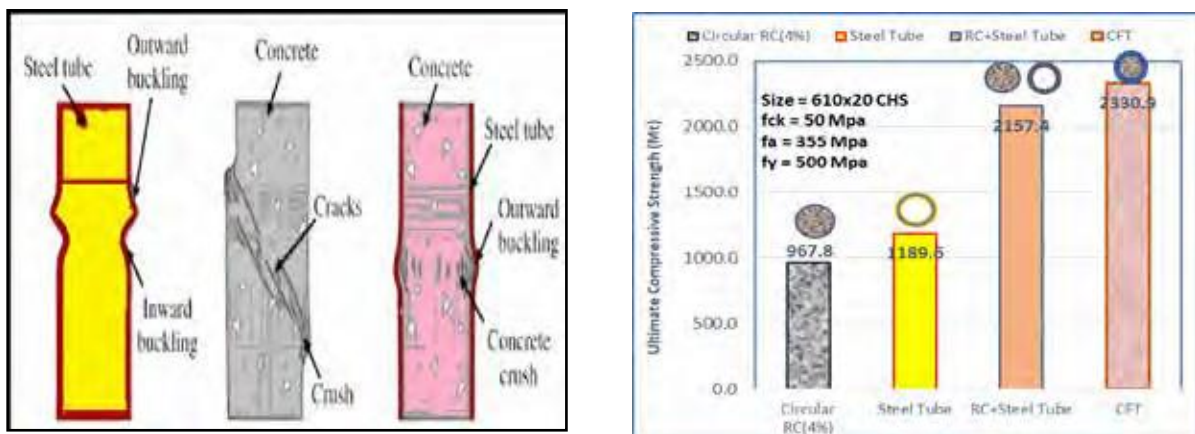 Steel tube
Outward
buckling
Inward
buckling
Concrete
Cracks
Crush
Concrete
Steel tube
Outward
buckling
Concrete
crush
Circular RC(4%) Steel Tube RC+Steel Tube CFT
Size = 610x20 CHS
fck = 50 Mpa
fa = 355 Mpa
fy = 500 Mpa
Ultimate Compressive Strength (Mt)
2500.0
2000.0
1500.0
1000.0
500.0
0.0
967.8
1189.6
2157.4
2330.9
Circular
RC(4%)
Steel Tube
RC+Steel Tube
CFT